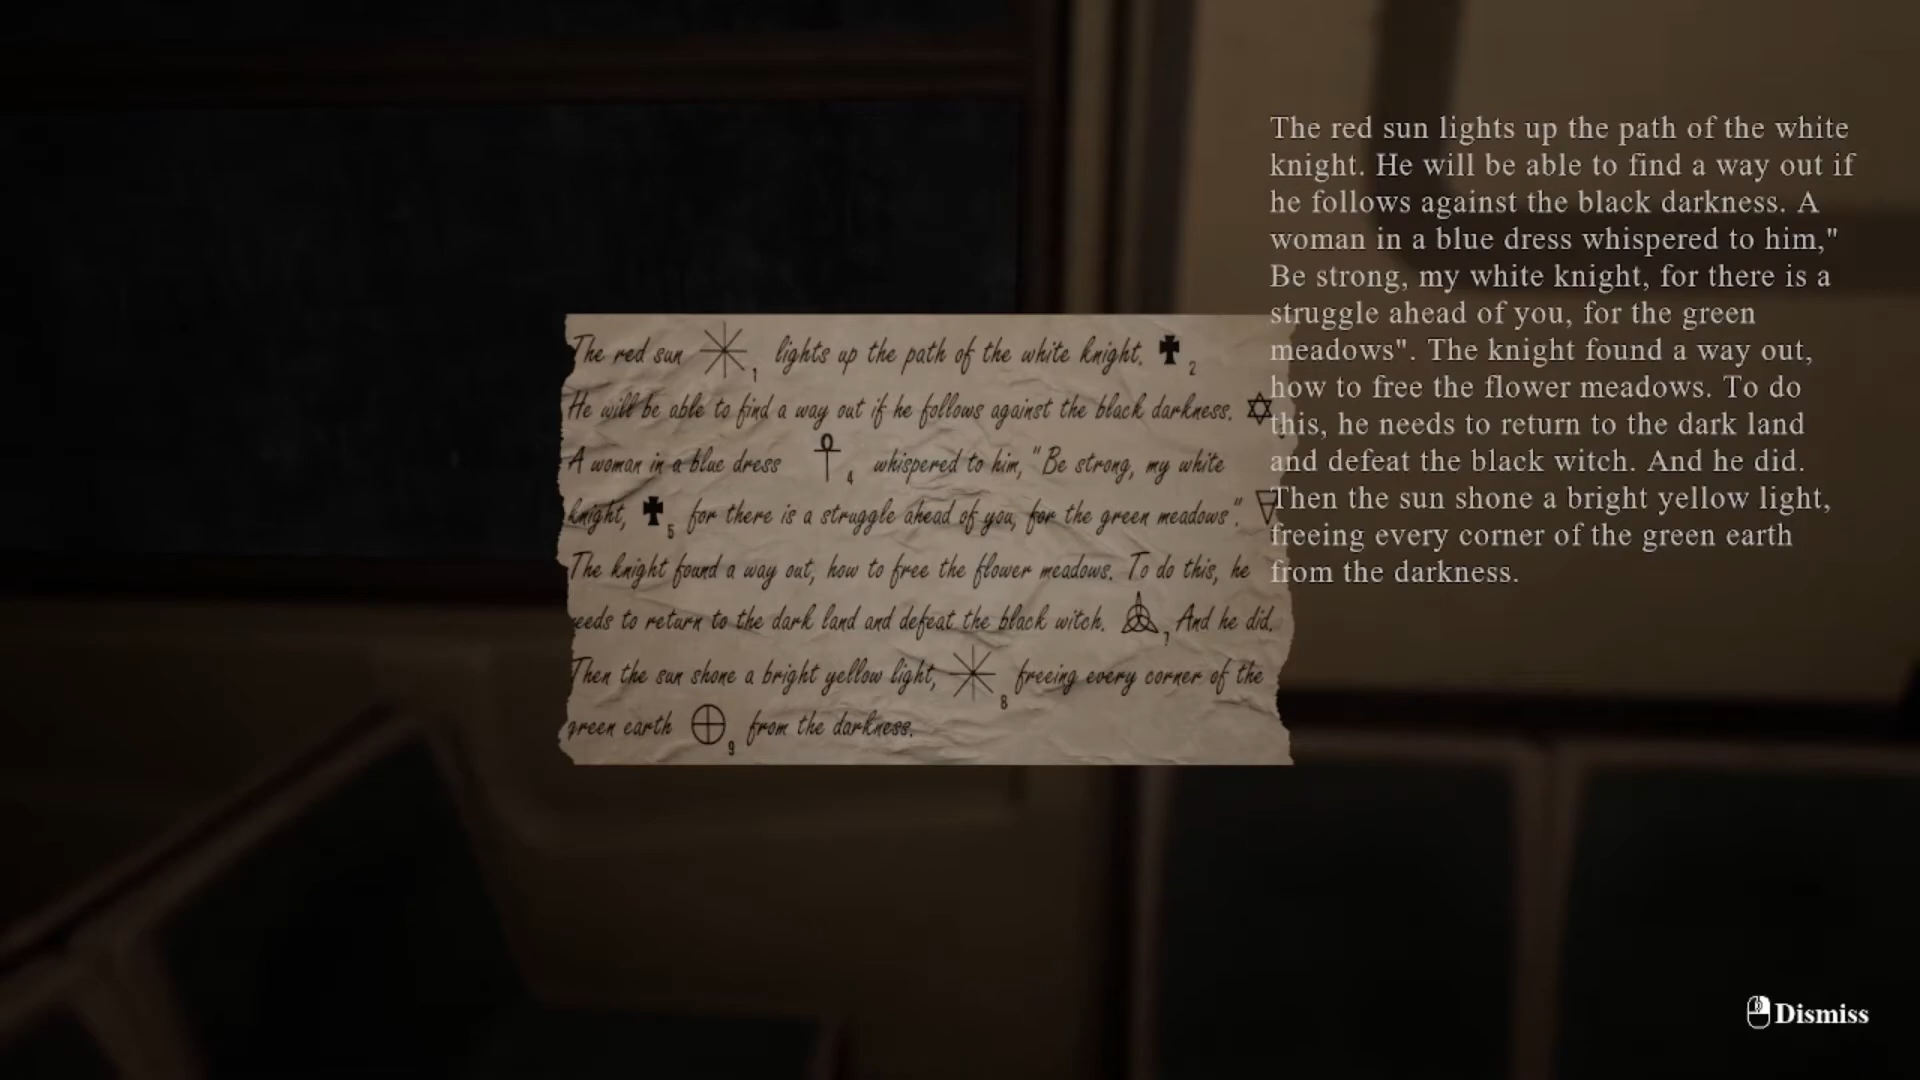 The red sun 1 lights up the path of the white knight. 2
He will be able to find a way out if he follows against the black darkness.
A woman in a blue dress 4 whispered to him, "Be strong, my white
knight, 5 for there is a struggle ahead of you, for the green meadows".
The knight found a way out, how to free the flower meadows. To do this, he
needs to return to the dark land and defeat the black witch. 7 And he did.
Then the sun shone a bright yellow light, 8 freeing every corner of the
green earth 9 from the darkness.
The red sun lights up the path of the white
knight. He will be able to find a way out if
he follows against the black darkness. A
woman in a blue dress whispered to him,"
Be strong, my white knight, for there is a
struggle ahead of you, for the green
meadows". The knight found a way out,
how to free the flower meadows. To do
this, he needs to return to the dark land
and defeat the black witch. And he did.
Then the sun shone a bright yellow light,
freeing every corner of the green earth
from the darkness.
Dismiss